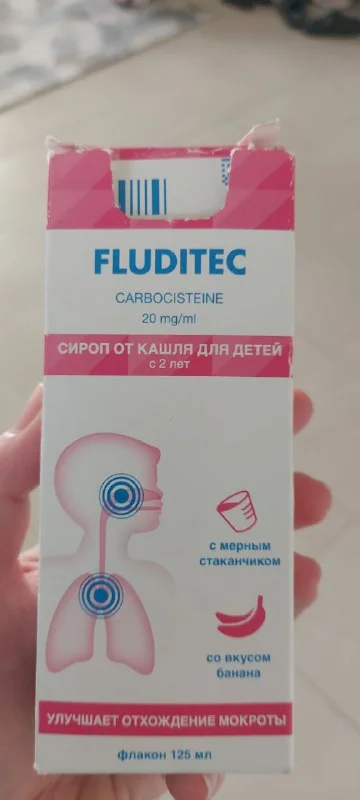 FLUDITEC
CARBOCISTEINE
20 mg/ml
СИРОП ОТ КАШЛЯ ДЛЯ ДЕТЕЙ
с 2 лет
с мерным
стаканчиком
со вкусом
банана
УЛУЧШАЕТ ОТХОЖДЕНИЕ МОКРОТЫ
флакон 125 мл